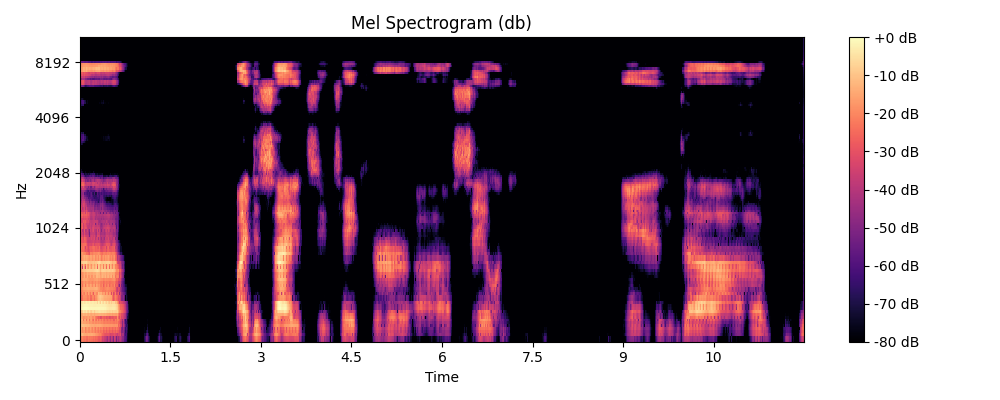 Mel Spectrogram (db)
Hz
8192
4096
2048
1024
512
0
0 1.5 3 4.5 6 7.5 9 10
Time
+0 dB
-10 dB
-20 dB
-30 dB
-40 dB
-50 dB
-60 dB
-70 dB
-80 dB